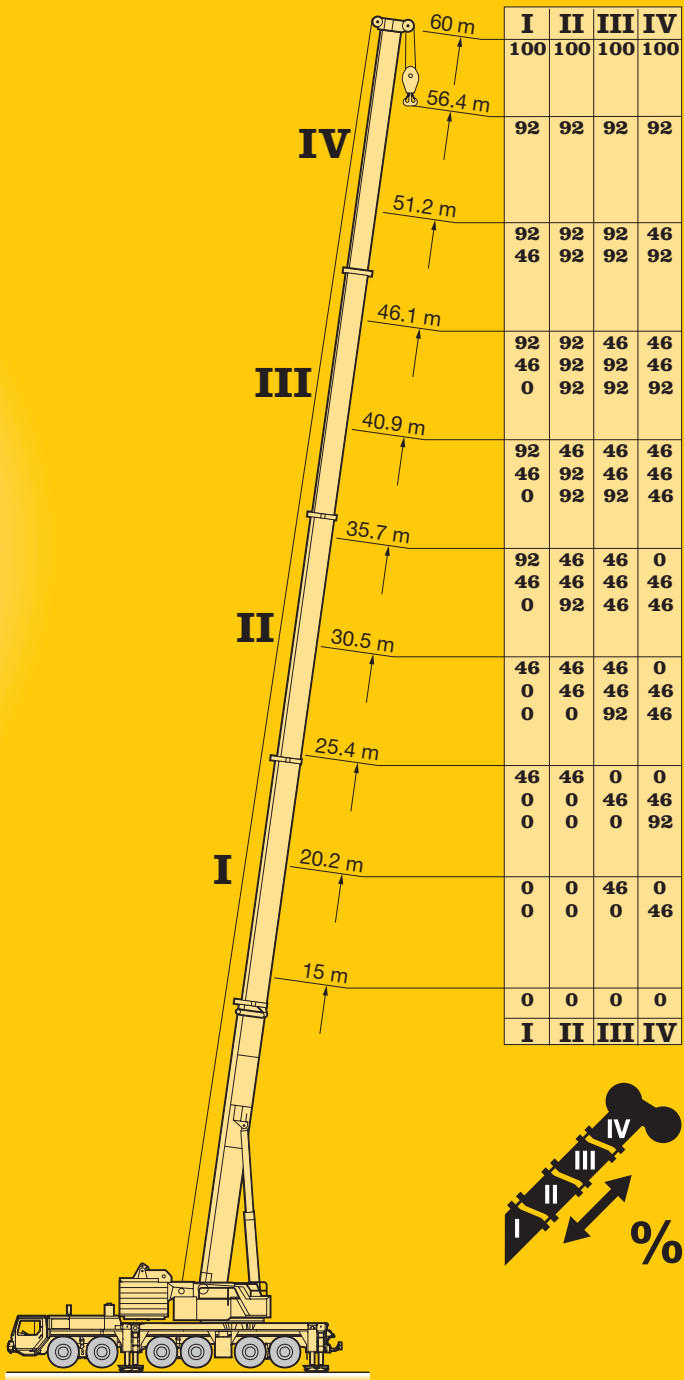 60 m
I II III IV
100 100 100 100
56.4 m
92 92 92 92
IV
51.2 m
92 92 92 46
46 92 92 92
46.1 m
92 92 46 46
46 92 92 46
0 92 92 92
III
40.9 m
92 46 46 46
46 92 46 46
0 92 92 46
35.7 m
92 46 46 0
46 46 46 46
0 92 46 46
II
30.5 m
46 46 46 0
0 46 46 46
0 0 92 46
25.4 m
46 46 0 0
0 0 46 46
0 0 0 92
I
20.2 m
0 0 46 0
0 0 0 46
15 m
0 0 0 0
I II III IV
IV
III
II
I
%